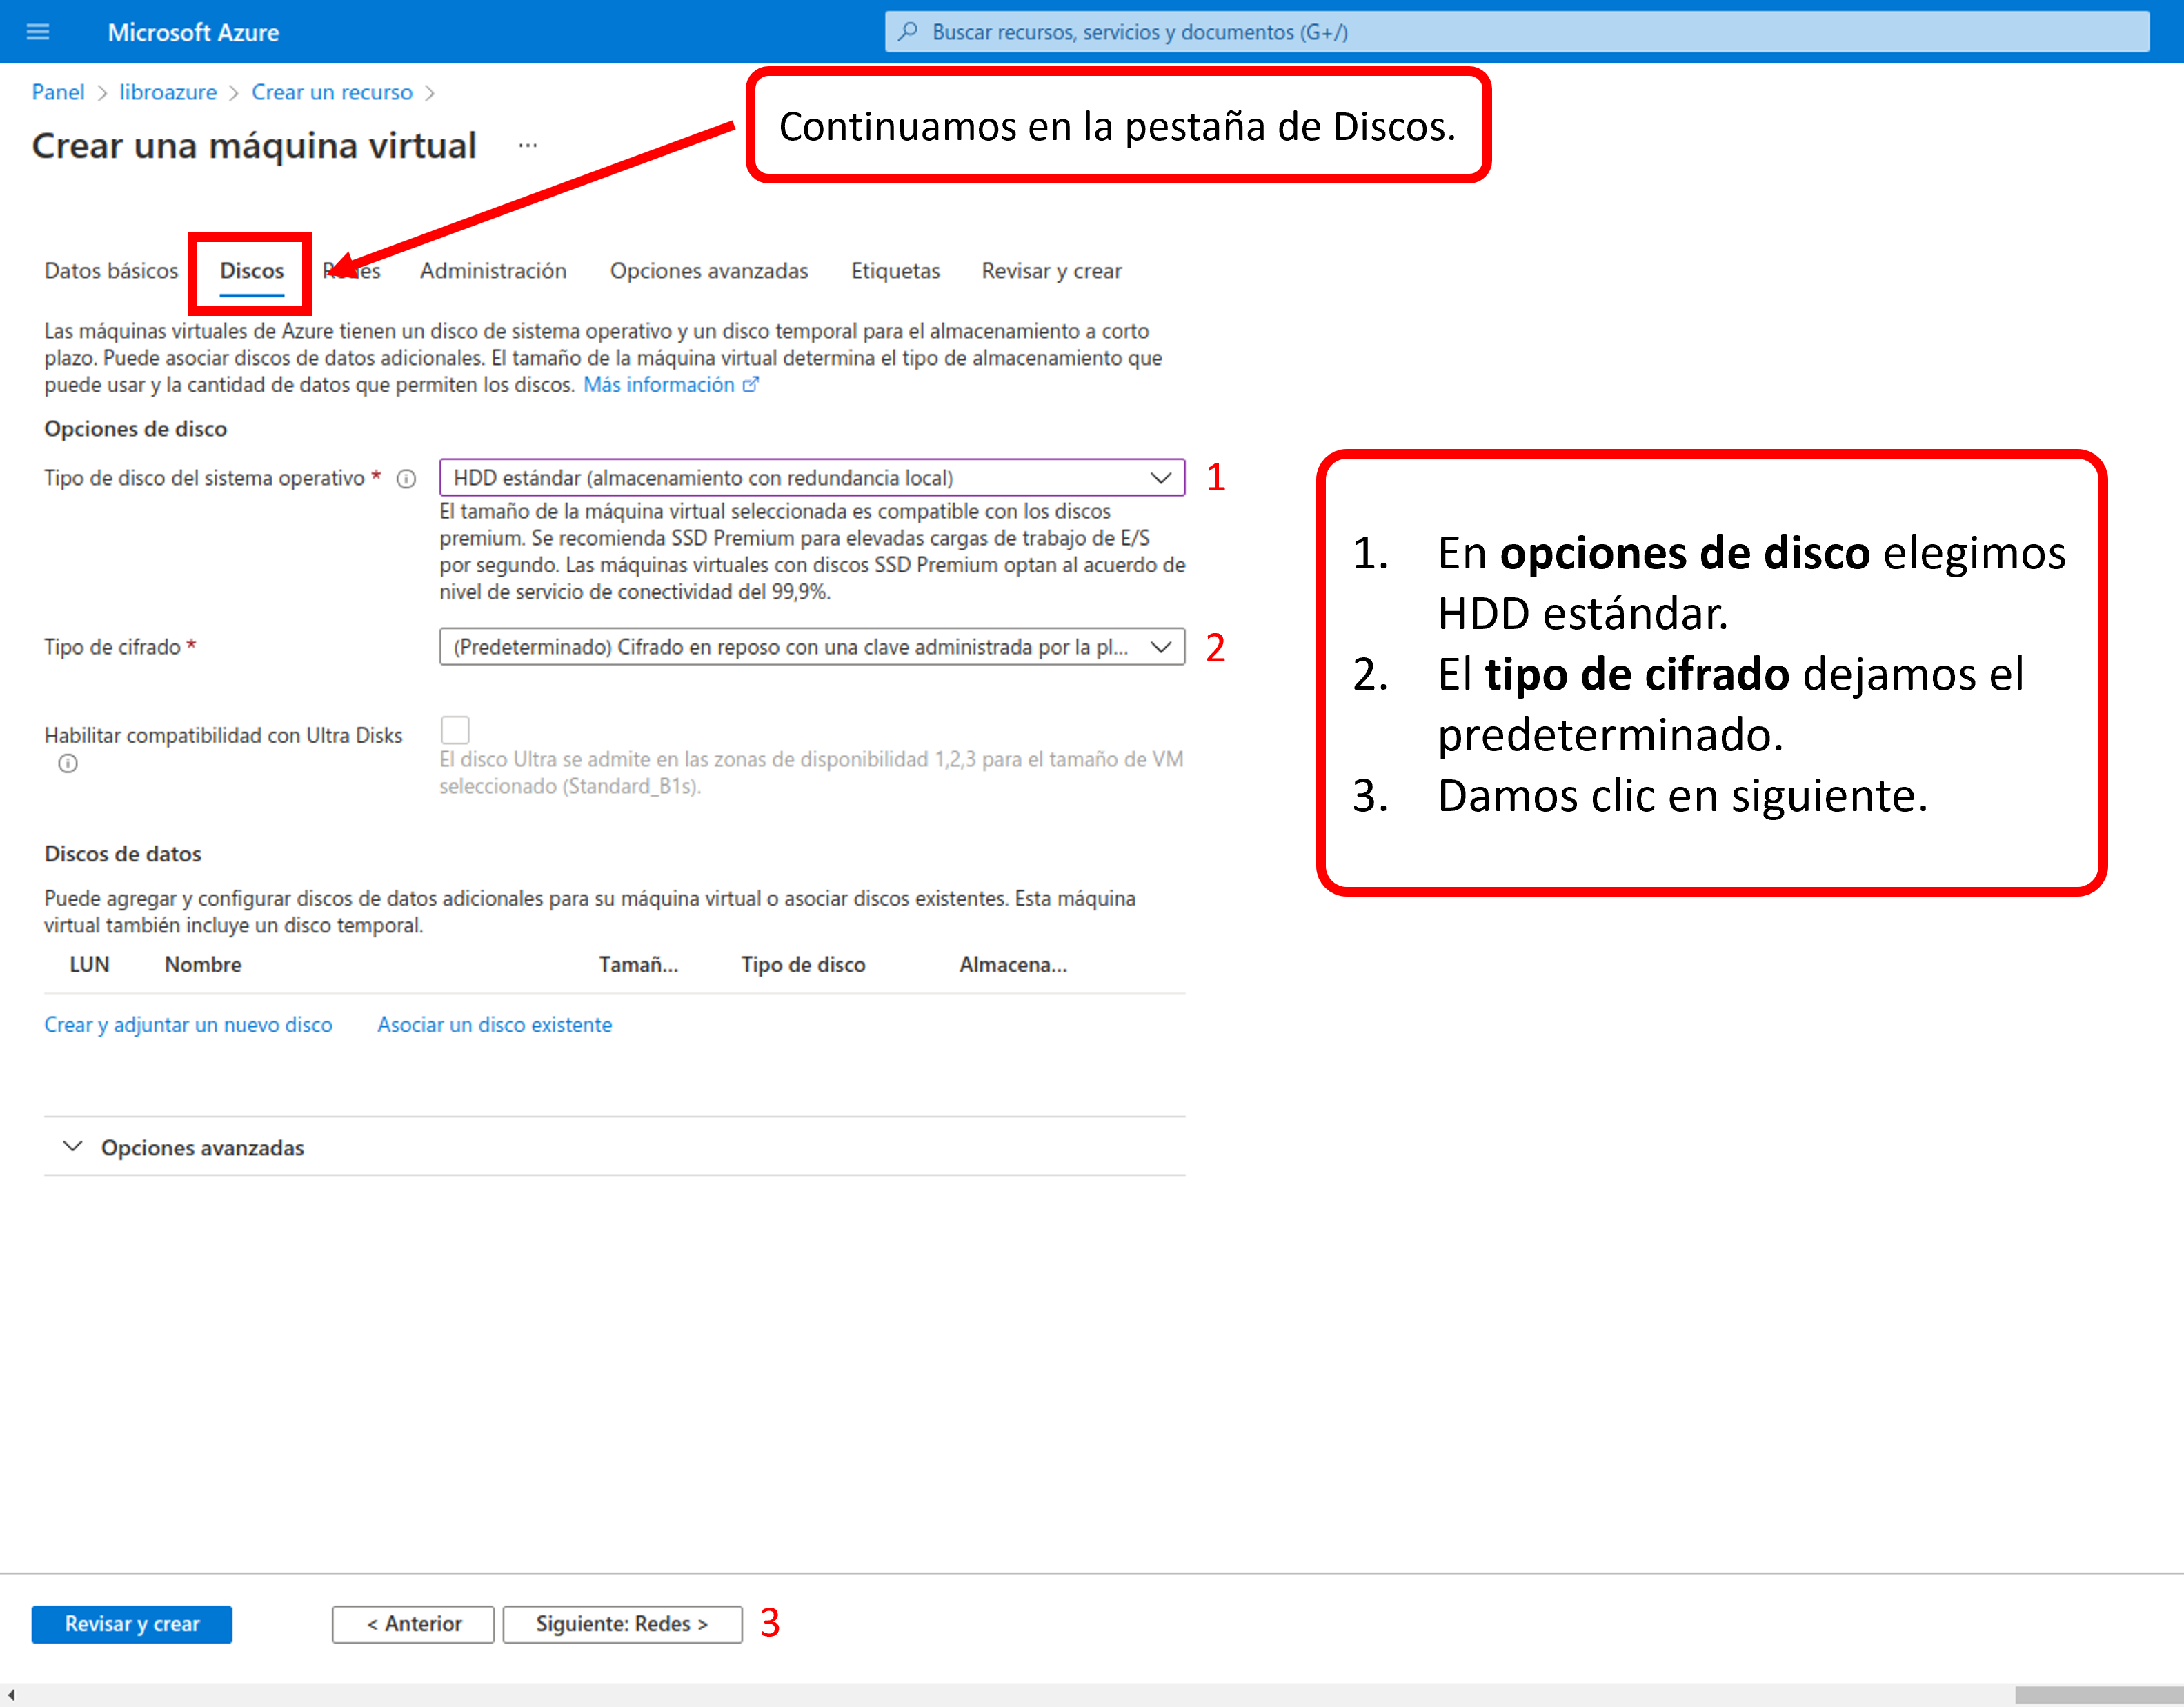 Microsoft Azure
Buscar recursos, servicios y documentos (G+/)
Panel > libroazure > Crear un recurso >
Crear una máquina virtual ...
Continuamos en la pestaña de Discos.
Datos básicos Discos Redes Administración Opciones avanzadas Etiquetas Revisar y crear
Las máquinas virtuales de Azure tienen un disco de sistema operativo y un disco temporal para el almacenamiento a corto
plazo. Puede asociar discos de datos adicionales. El tamaño de la máquina virtual determina el tipo de almacenamiento que
puede usar y la cantidad de datos que permiten los discos. Más información
Opciones de disco
Tipo de disco del sistema operativo *
HDD estándar (almacenamiento con redundancia local)
1
El tamaño de la máquina virtual seleccionada es compatible con los discos
premium. Se recomienda SSD Premium para elevadas cargas de trabajo de E/S
por segundo. Las máquinas virtuales con discos SSD Premium optan al acuerdo de
nivel de servicio de conectividad del 99,9%.
Tipo de cifrado *
(Predeterminado) Cifrado en reposo con una clave administrada por la pl...
2
Habilitar compatibilidad con Ultra Disks
El disco Ultra se admite en las zonas de disponibilidad 1,2,3 para el tamaño de VM
seleccionado (Standard_B1s).
1. En opciones de disco elegimos
HDD estándar.
2. El tipo de cifrado dejamos el
predeterminado.
3. Damos clic en siguiente.
Discos de datos
Puede agregar y configurar discos de datos adicionales para su máquina virtual o asociar discos existentes. Esta máquina
virtual también incluye un disco temporal.
LUN Nombre Tamañ... Tipo de disco Almacena...
Crear y adjuntar un nuevo disco Asociar un disco existente
Opciones avanzadas
Revisar y crear < Anterior Siguiente: Redes > 3